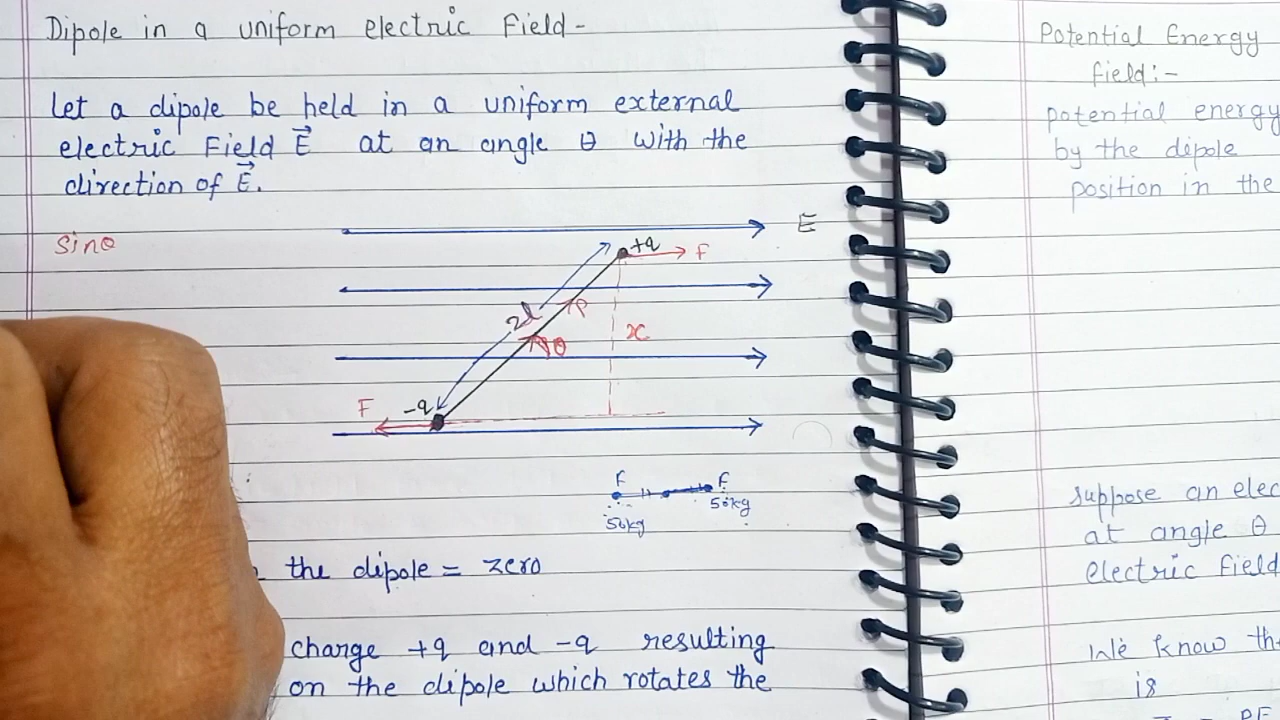 Dipole in a uniform electric Field -
Let a dipole be held in a uniform external
electric Field E⃗ at an angle θ with the
direction of E⃗.
Sinθ
E
+q
F
2l
P
θ
x
F
-q
F
F
50kg
50kg
the dipole = zero
charge +q and -q resulting
on the dipole which rotates the
Potential Energy
field:-
potential energy
by the dipole
position in the
suppose an elec
at angle θ
electric field
We know th
is
PE